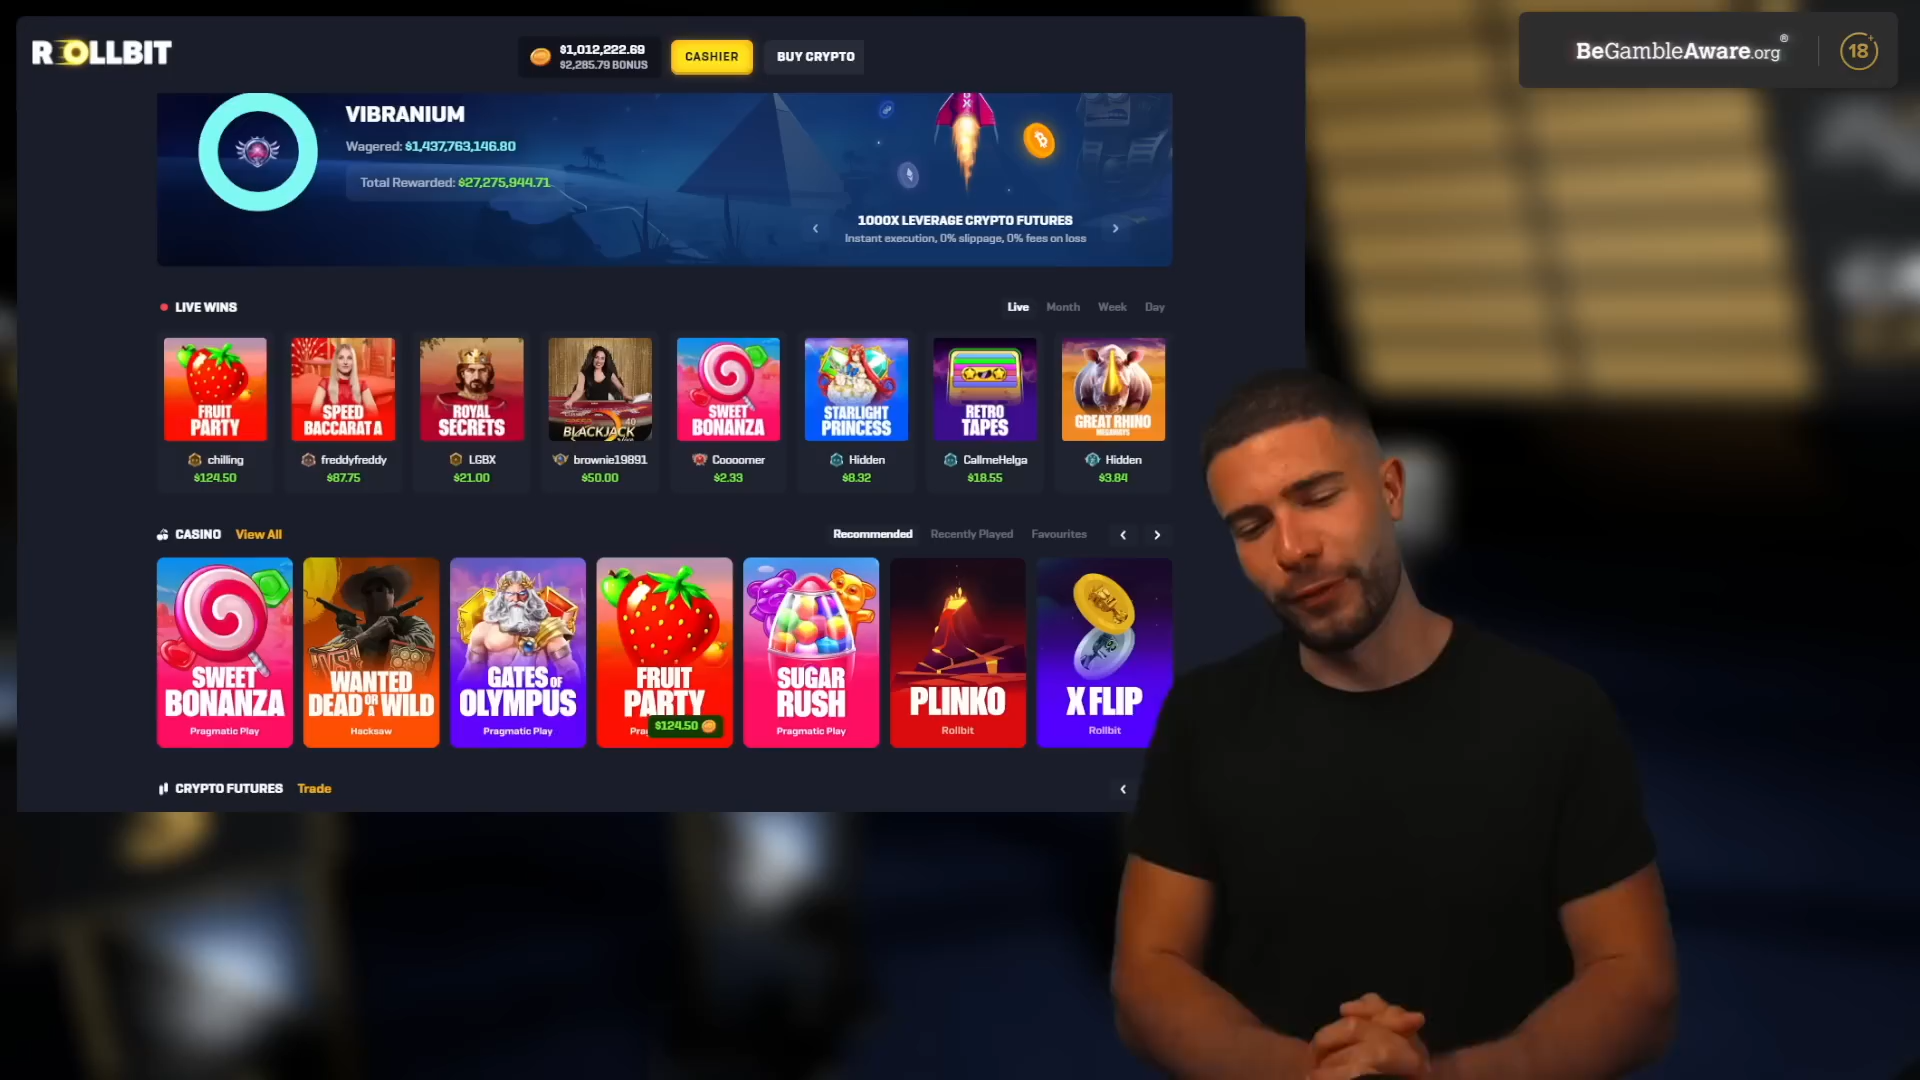 ROLLBIT
$1,012,222.69
$2,285.79 BONUS
CASHIER
BUY CRYPTO
BeGambleAware.org®
18+
VIBRANIUM
Wagered: $1,437,763,146.80
Total Rewarded: $27,275,944.71
1000X LEVERAGE CRYPTO FUTURES
Instant execution, 0% slippage, 0% fees on loss
LIVE WINS
Live Month Week Day
FRUIT
PARTY
SPEED
BACCARAT A
ROYAL
SECRETS
BLACKJACK
SWEET
BONANZA
STARLIGHT
PRINCESS
RETRO
TAPES
GREAT RHINO
MEGAWAYS
chilling
$124.50
freddyfreddy
$87.75
LGBX
$21.00
brownie19891
$50.00
Coooomer
$2.33
Hidden
$8.32
CallmeHelga
$18.55
Hidden
$3.84
CASINO View All
Recommended Recently Played Favourites
SWEET
BONANZA
Pragmatic Play
WANTED
DEAD OR A WILD
Hacksaw
GATES OF
OLYMPUS
Pragmatic Play
FRUIT
PARTY
$124.50
Pra
SUGAR
RUSH
Pragmatic Play
PLINKO
Rollbit
X FLIP
Rollbit
CRYPTO FUTURES Trade